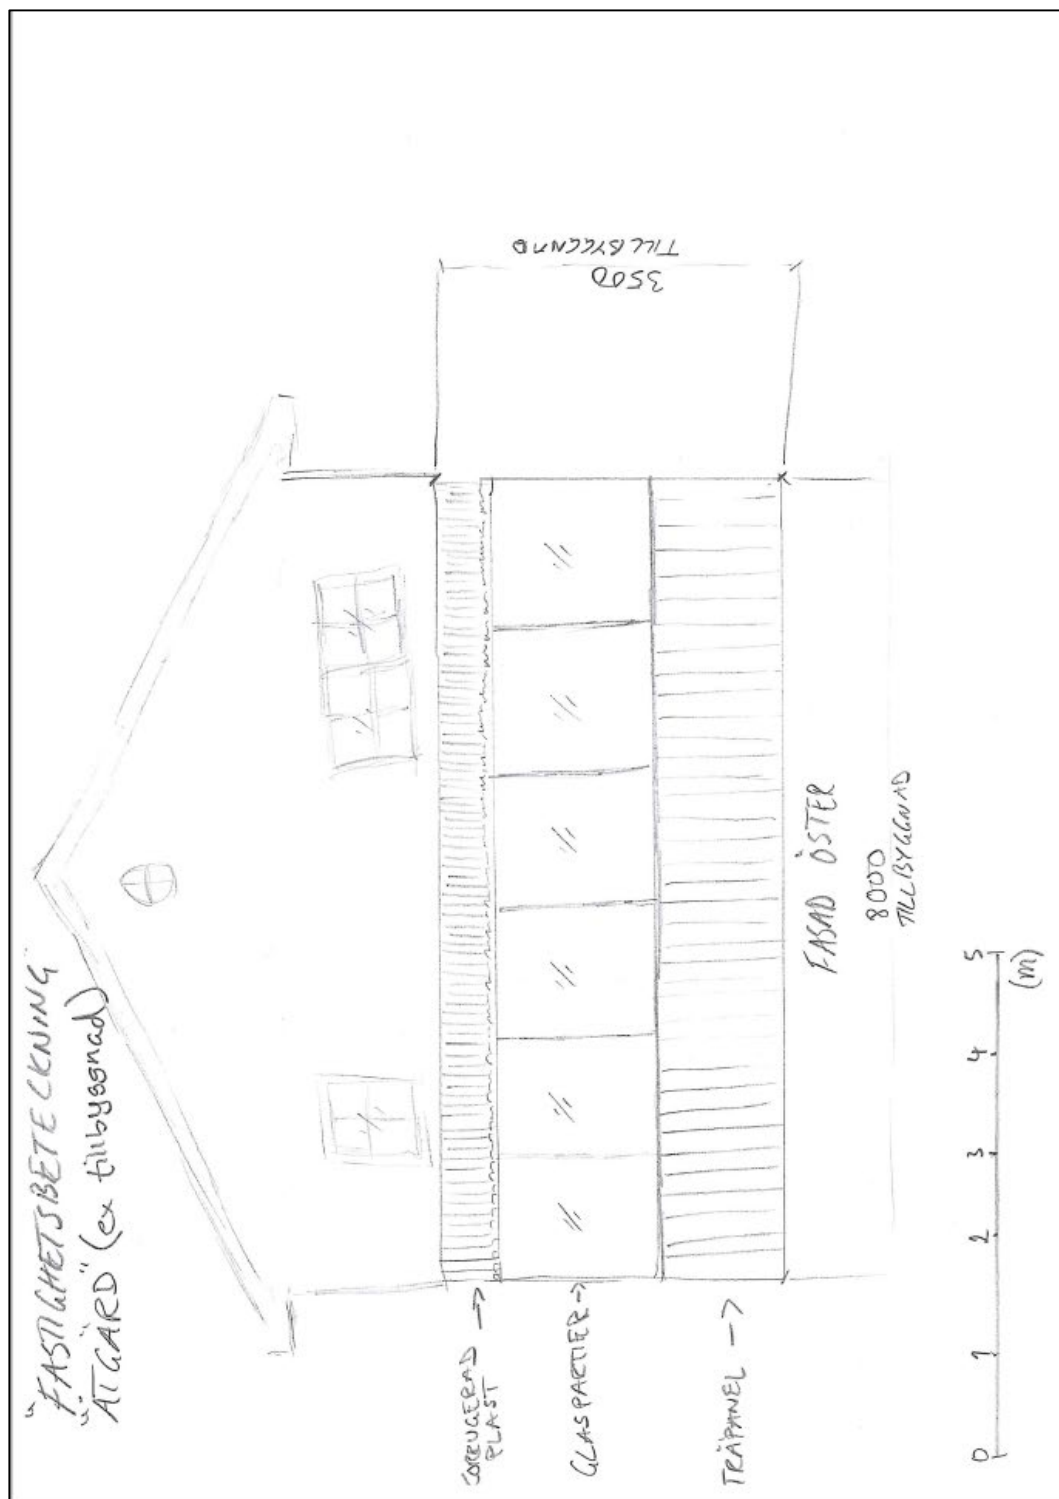 "FASTIGHETSBETECKNING
"ÅTGÄRD" (ex tillbyggnad)
3500
TILLBYGGNAD
CORRUGERAD →
PLAST
GLASPARTIER →
TRÄPANEL →
FASAD ÖSTER
8000
TILLBYGGNAD
0 1 2 3 4 5
(m)